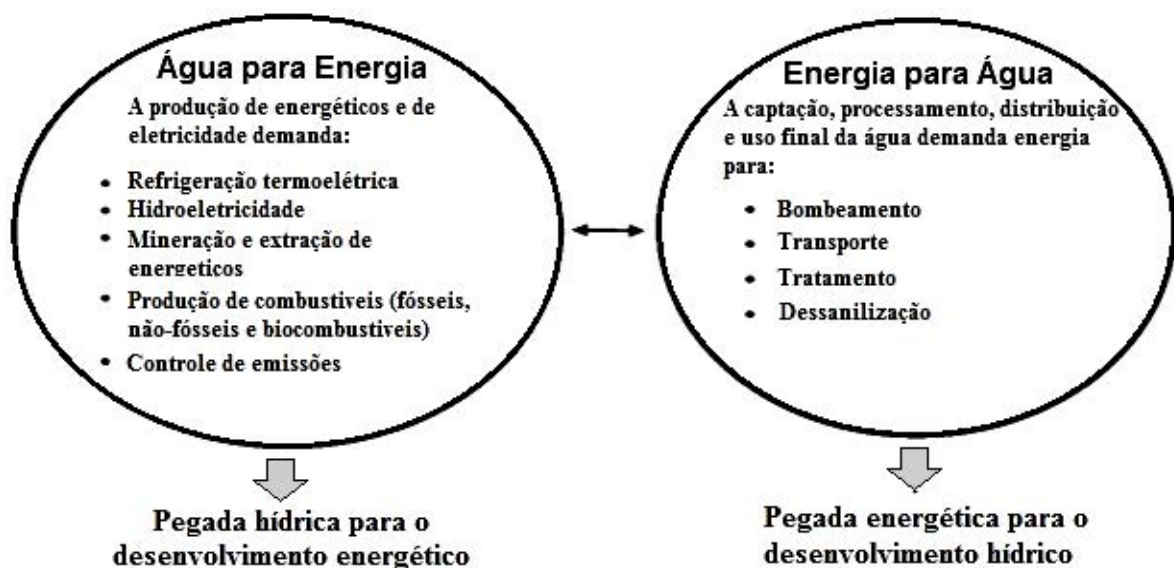 Água para Energia
A produção de energéticos e de
eletricidade demanda:
• Refrigeração termoelétrica
• Hidroeletricidade
• Mineração e extração de
energeticos
• Produção de combustiveis (fósseis,
não-fósseis e biocombustiveis)
• Controle de emissões
Pegada hídrica para o
desenvolvimento energético
Energia para Água
A captação, processamento, distribuição
e uso final da água demanda energia
para:
• Bombeamento
• Transporte
• Tratamento
• Dessanilização
Pegada energética para o
desenvolvimento hídrico